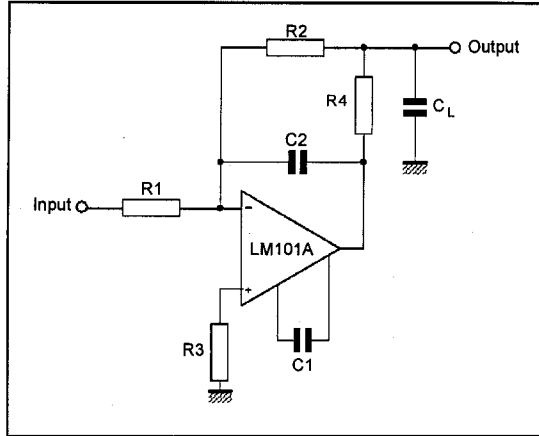 R2
Output
R4
C L
C2
R1
Input
−
LM101A
+
R3
C1